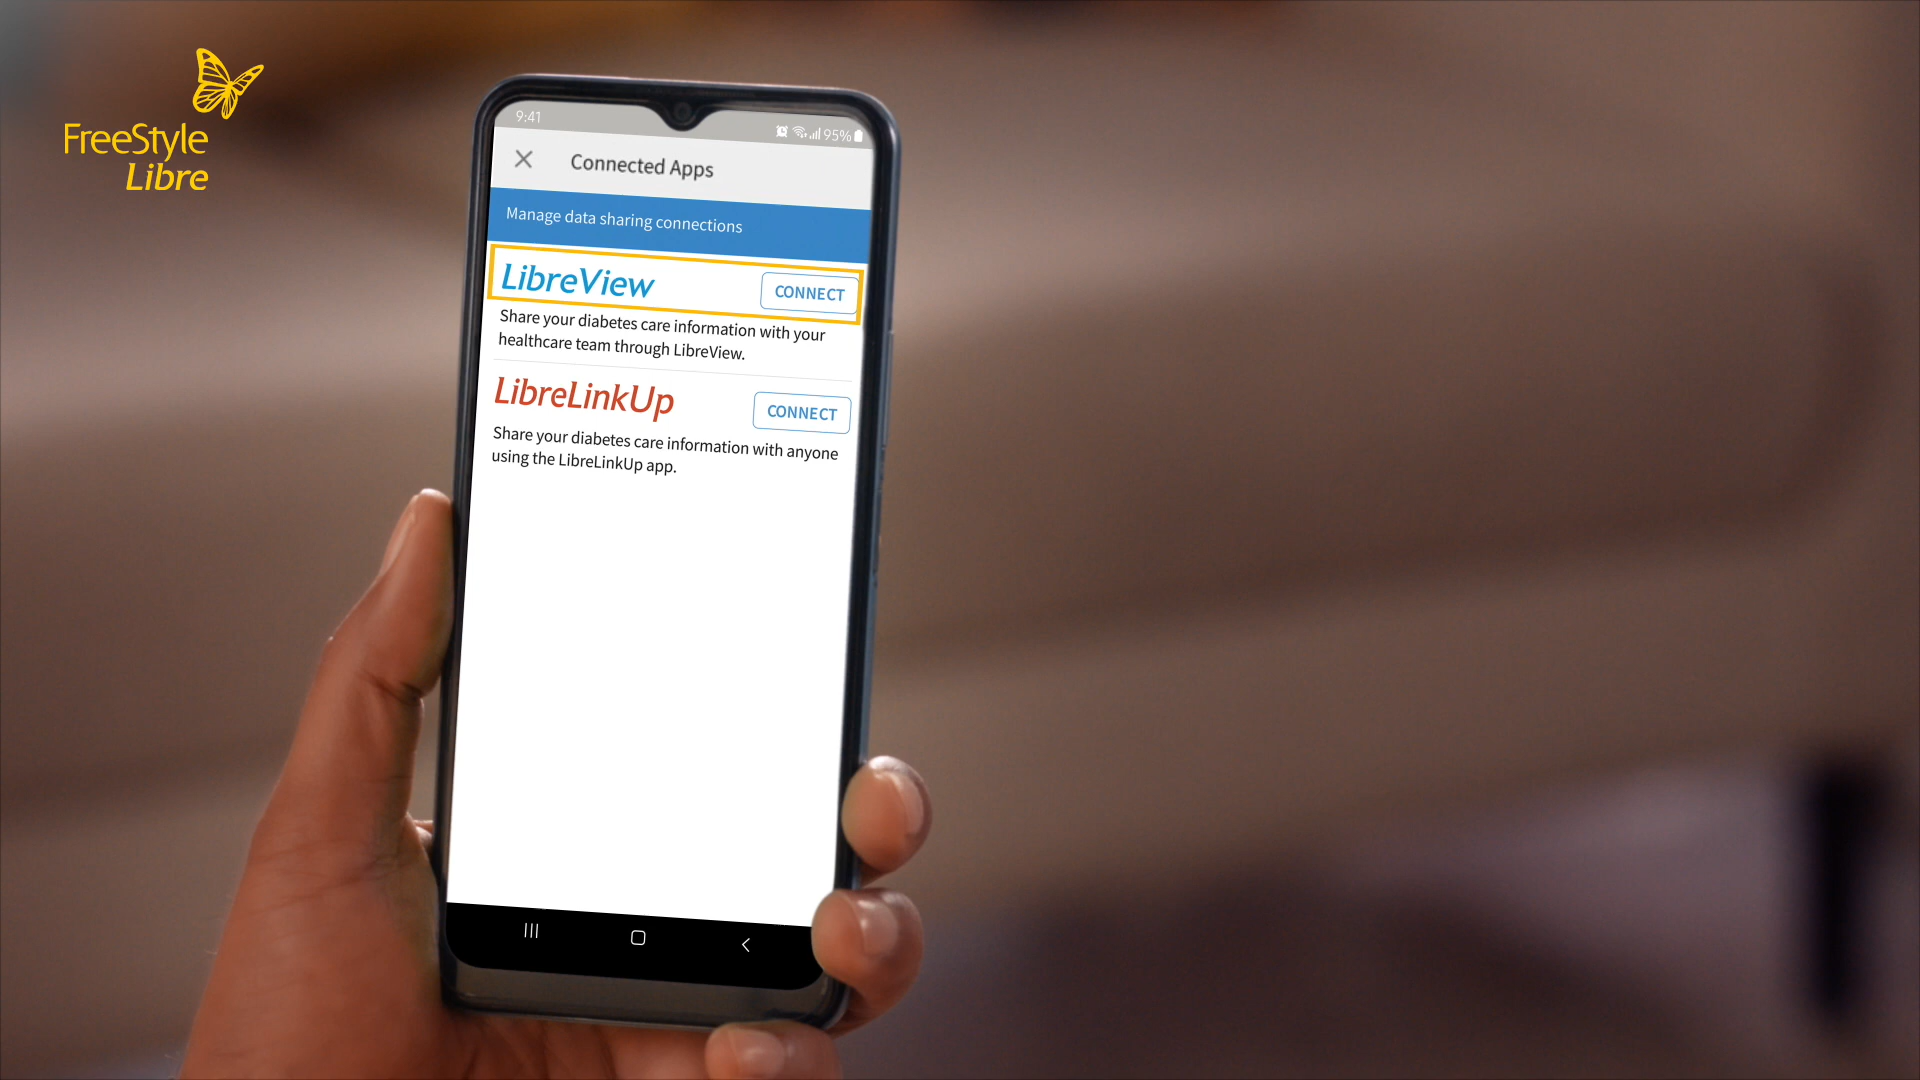 FreeStyle
Libre
9:41
95%
Connected Apps
Manage data sharing connections
LibreView
CONNECT
Share your diabetes care information with your
healthcare team through LibreView.
LibreLinkUp
CONNECT
Share your diabetes care information with anyone
using the LibreLinkUp app.